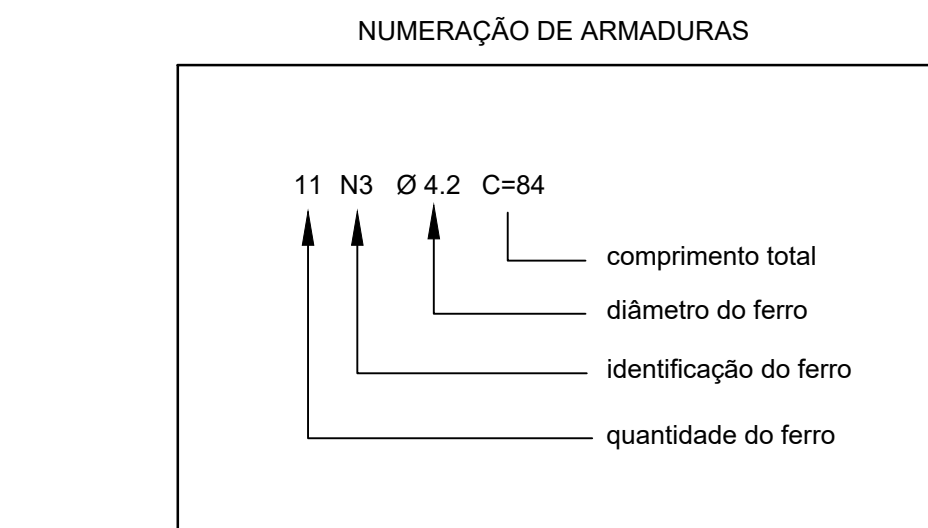 NUMERAÇÃO DE ARMADURAS
11 N3 Ø 4.2 C=84
comprimento total
diâmetro do ferro
identificação do ferro
quantidade do ferro